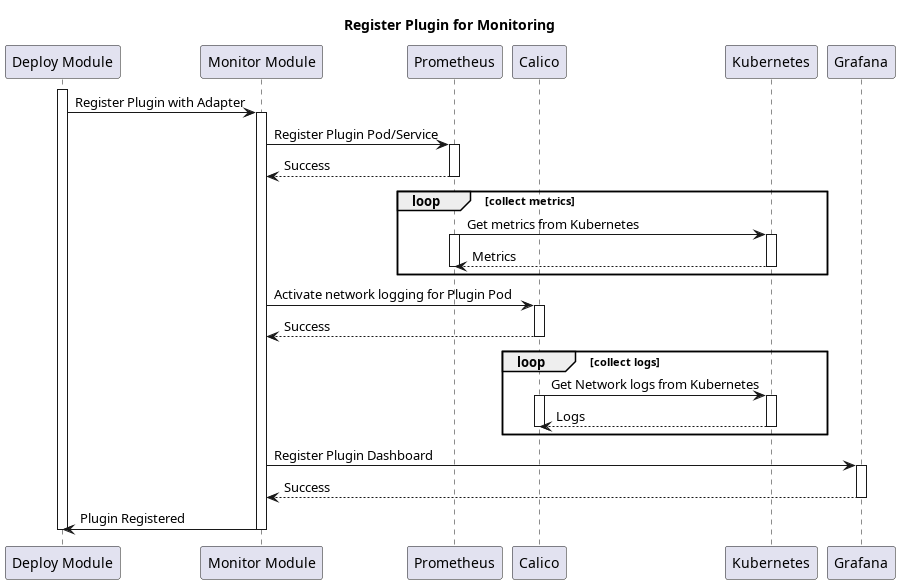 Register Plugin for Monitoring
Deploy Module
Monitor Module
Prometheus
Calico
Kubernetes
Grafana
Register Plugin with Adapter
Register Plugin Pod/Service
Success
loop
[collect metrics]
Get metrics from Kubernetes
Metrics
Activate network logging for Plugin Pod
Success
loop
[collect logs]
Get Network logs from Kubernetes
Logs
Register Plugin Dashboard
Success
Plugin Registered
Deploy Module
Monitor Module
Prometheus
Calico
Kubernetes
Grafana